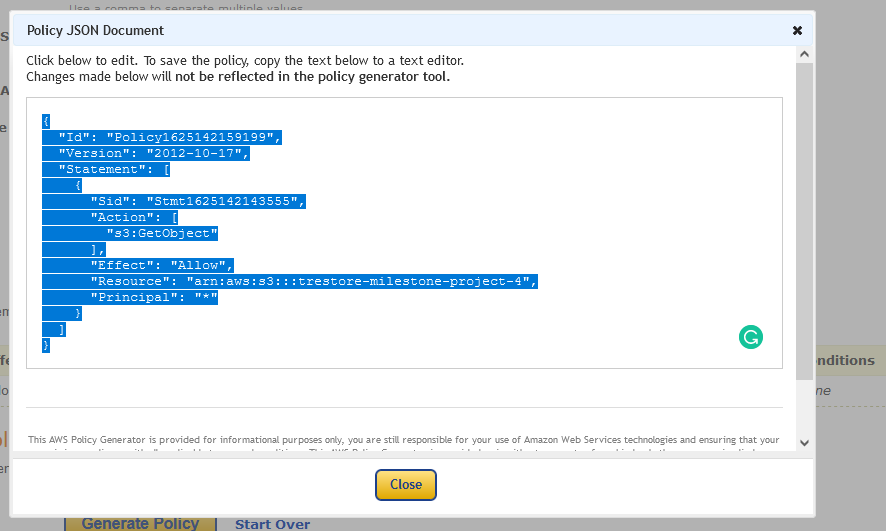 Use a comma to separate multiple values.
Policy JSON Document
Click below to edit. To save the policy, copy the text below to a text editor.
Changes made below will not be reflected in the policy generator tool.
{
"Id": "Policy1625142159199",
"Version": "2012-10-17",
"Statement": [
{
"Sid": "Stmt1625142143555",
"Action": [
"s3:GetObject"
],
"Effect": "Allow",
"Resource": "arn:aws:s3:::trestore-milestone-project-4",
"Principal": "*"
}
]
}
nditions
ne
This AWS Policy Generator is provided for informational purposes only, you are still responsible for your use of Amazon Web Services technologies and ensuring that your
Close
Generate Policy Start Over